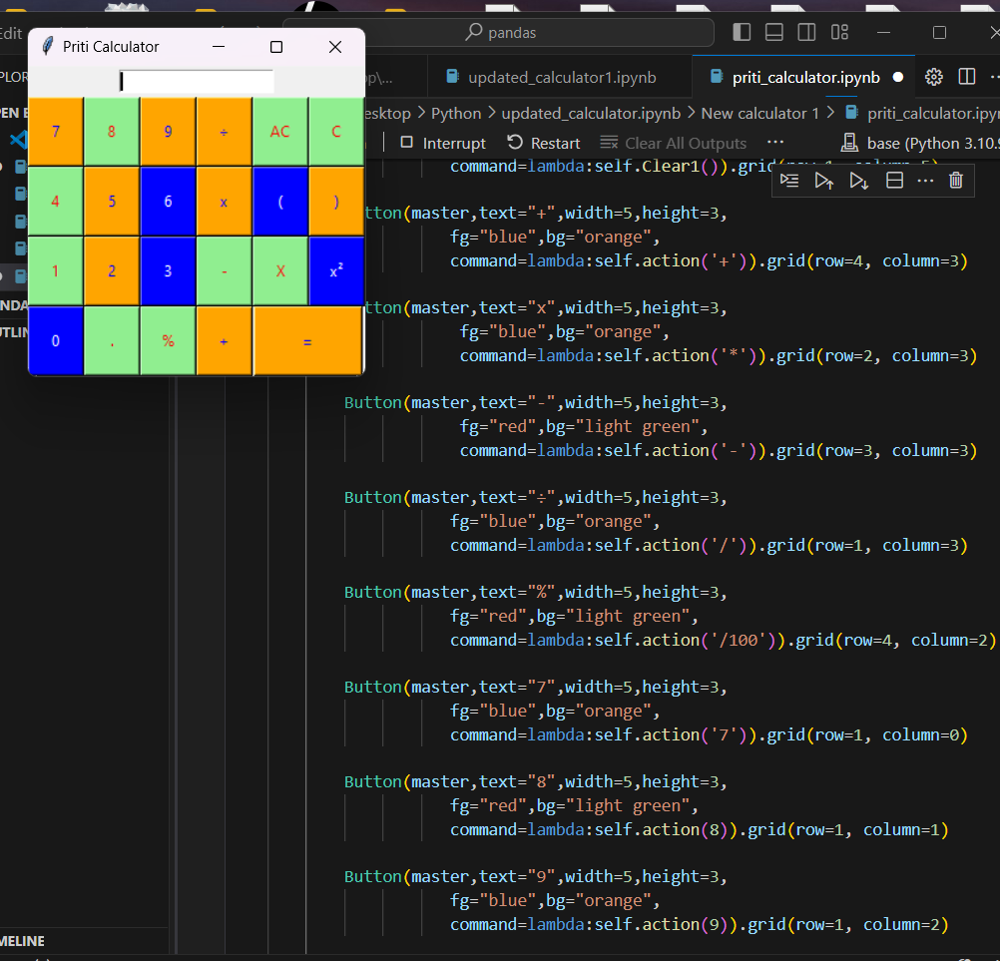 Edit
pandas
Priti Calculator
7 8 9 ÷ AC C
4 5 6 x ( )
1 2 3 - X x²
0 . % + =
updated_calculator1.ipynb
priti_calculator.ipynb
Python > updated_calculator.ipynb > New calculator 1 >
Interrupt Restart Clear All Outputs ... base (Python 3.10.
command=lambda:self.Clear1()).grid(row=1, column=5)
Button(master,text="+",width=5,height=3,
fg="blue",bg="orange",
command=lambda:self.action('+')).grid(row=4, column=3)
Button(master,text="x",width=5,height=3,
fg="blue",bg="orange",
command=lambda:self.action('*')).grid(row=2, column=3)
Button(master,text="-",width=5,height=3,
fg="red",bg="light green",
command=lambda:self.action('-')).grid(row=3, column=3)
Button(master,text="÷",width=5,height=3,
fg="blue",bg="orange",
command=lambda:self.action('/')).grid(row=1, column=3)
Button(master,text="%",width=5,height=3,
fg="red",bg="light green",
command=lambda:self.action('/100')).grid(row=4, column=2)
Button(master,text="7",width=5,height=3,
fg="blue",bg="orange",
command=lambda:self.action('7')).grid(row=1, column=0)
Button(master,text="8",width=5,height=3,
fg="red",bg="light green",
command=lambda:self.action(8)).grid(row=1, column=1)
Button(master,text="9",width=5,height=3,
fg="blue",bg="orange",
command=lambda:self.action(9)).grid(row=1, column=2)
MELINE